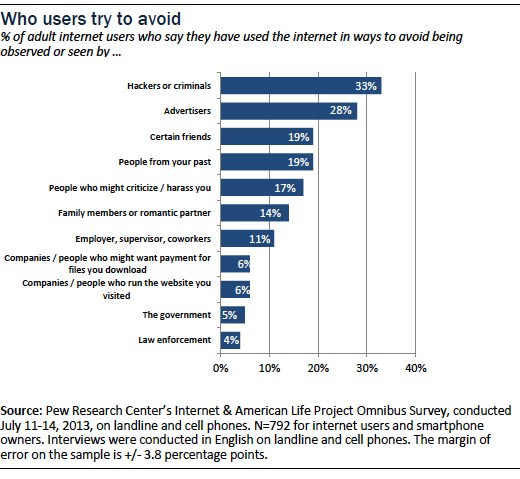 Who users try to avoid
% of adult internet users who say they have used the internet in ways to avoid being
observed or seen by ...
Hackers or criminals 33%
Advertisers 28%
Certain friends 19%
People from your past 19%
People who might criticize / harass you 17%
Family members or romantic partner 14%
Employer, supervisor, coworkers 11%
Companies / people who might want payment for
files you download 6%
Companies / people who run the website you
visited 6%
The government 5%
Law enforcement 4%
0% 10% 20% 30% 40%
Source: Pew Research Center's Internet & American Life Project Omnibus Survey, conducted
July 11-14, 2013, on landline and cell phones. N=792 for internet users and smartphone
owners. Interviews were conducted in English on landline and cell phones. The margin of
error on the sample is +/- 3.8 percentage points.